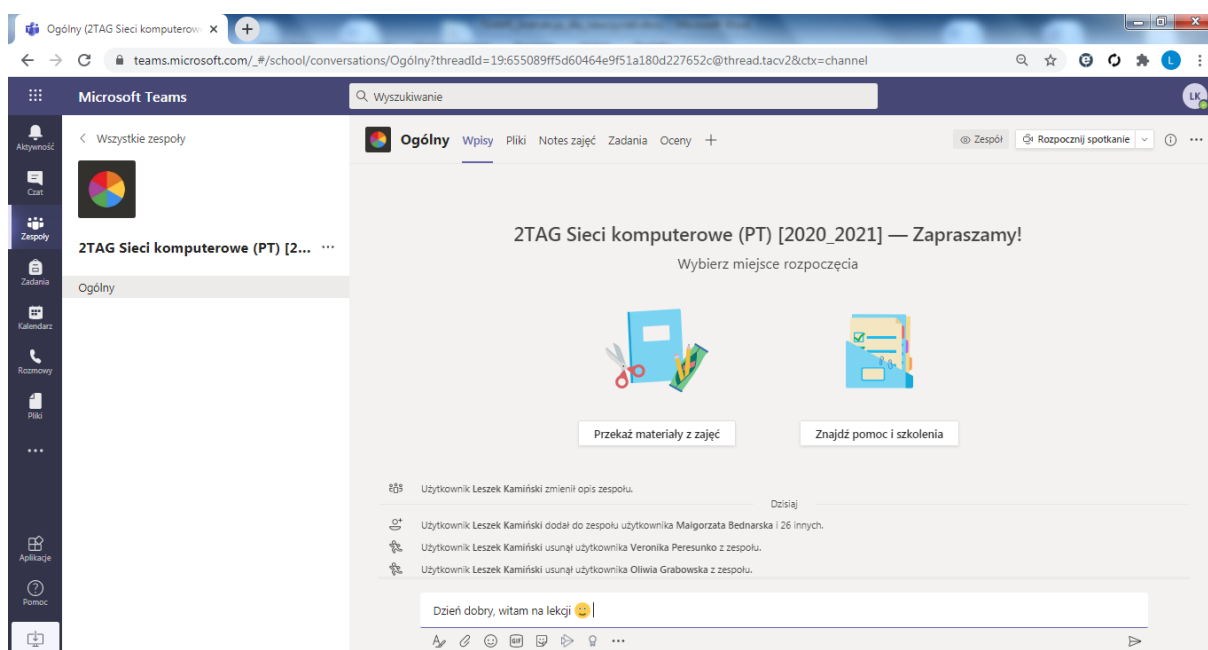 Ogólny (2TAG Sieci komputerow
teams.microsoft.com/_#/school/conversations/Ogólny?threadId=19:655089ff5d60464e9f51a180d227652c@thread.tacv2&ctx=channel
L
Microsoft Teams
Wyszukiwanie
LK
Aktywność
Czat
Zespoły
Zadania
Kalendarz
Rozmowy
Pliki
Aplikacje
Pomoc
Wszystkie zespoły
2TAG Sieci komputerowe (PT) [2...
Ogólny
Ogólny Wpisy Pliki Notes zajęć Zadania Oceny
Zespół Rozpocznij spotkanie
2TAG Sieci komputerowe (PT) [2020_2021] — Zapraszamy!
Wybierz miejsce rozpoczęcia
Przekaż materiały z zajęć
Znajdź pomoc i szkolenia
Użytkownik Leszek Kamiński zmienił opis zespołu.
Dzisiaj
Użytkownik Leszek Kamiński dodał do zespołu użytkownika Małgorzata Bednarska i 26 innych.
Użytkownik Leszek Kamiński usunął użytkownika Veronika Peresunko z zespołu.
Użytkownik Leszek Kamiński usunął użytkownika Oliwia Grabowska z zespołu.
Dzień dobry, witam na lekcji 🙂
GIF